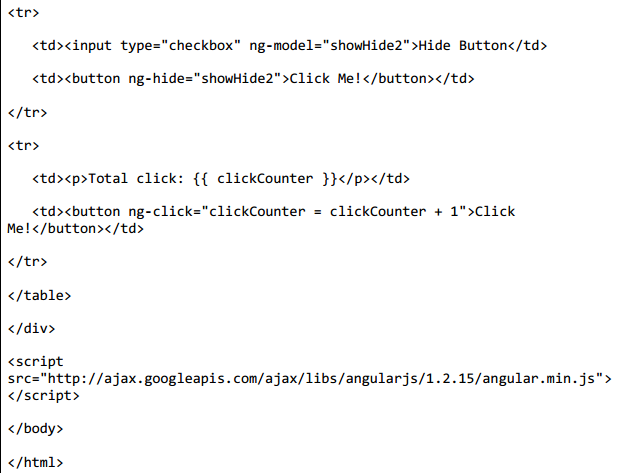 <tr>
<td><input type="checkbox" ng-model="showHide2">Hide Button</td>
<td><button ng-hide="showHide2">Click Me!</button></td>
</tr>
<tr>
<td><p>Total click: {{ clickCounter }}</p></td>
<td><button ng-click="clickCounter = clickCounter + 1">Click
Me!</button></td>
</tr>
</table>
</div>
<script
src="http://ajax.googleapis.com/ajax/libs/angularjs/1.2.15/angular.min.js">
</script>
</body>
</html>